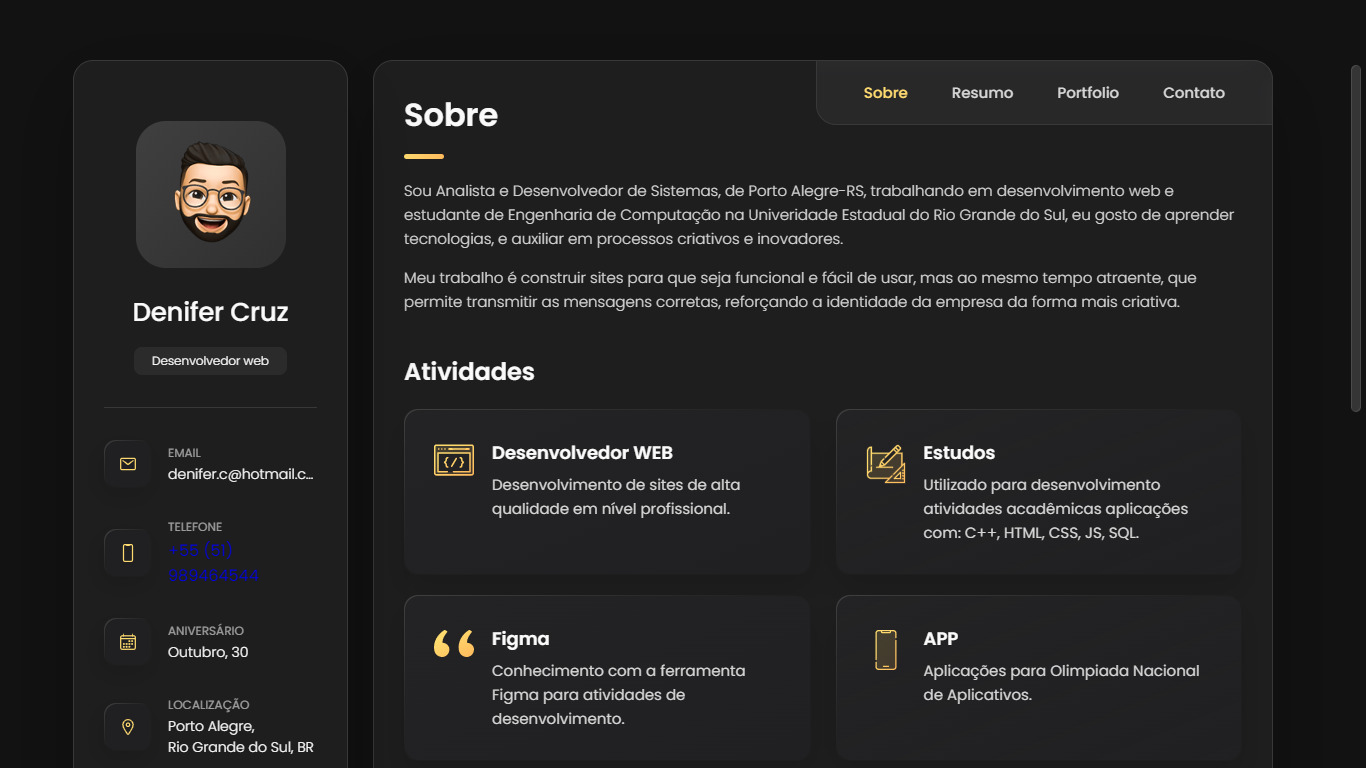 Denifer Cruz
Desenvolvedor web
EMAIL
denifer.c@hotmail.c...
TELEFONE
ANIVERSÁRIO
Outubro, 30
LOCALIZAÇÃO
Porto Alegre,
Rio Grande do Sul, BR
Sobre Resumo Portfolio Contato
Sobre
Sou Analista e Desenvolvedor de Sistemas, de Porto Alegre-RS, trabalhando em desenvolvimento web e
estudante de Engenharia de Computação na Univeridade Estadual do Rio Grande do Sul, eu gosto de aprender
tecnologias, e auxiliar em processos criativos e inovadores.
Meu trabalho é construir sites para que seja funcional e fácil de usar, mas ao mesmo tempo atraente, que
permite transmitir as mensagens corretas, reforçando a identidade da empresa da forma mais criativa.
Atividades
Desenvolvedor WEB
Desenvolvimento de sites de alta
qualidade em nível profissional.
Estudos
Utilizado para desenvolvimento
atividades acadêmicas aplicações
com: C++, HTML, CSS, JS, SQL.
Figma
Conhecimento com a ferramenta
Figma para atividades de
desenvolvimento.
APP
Aplicações para Olimpiada Nacional
de Aplicativos.